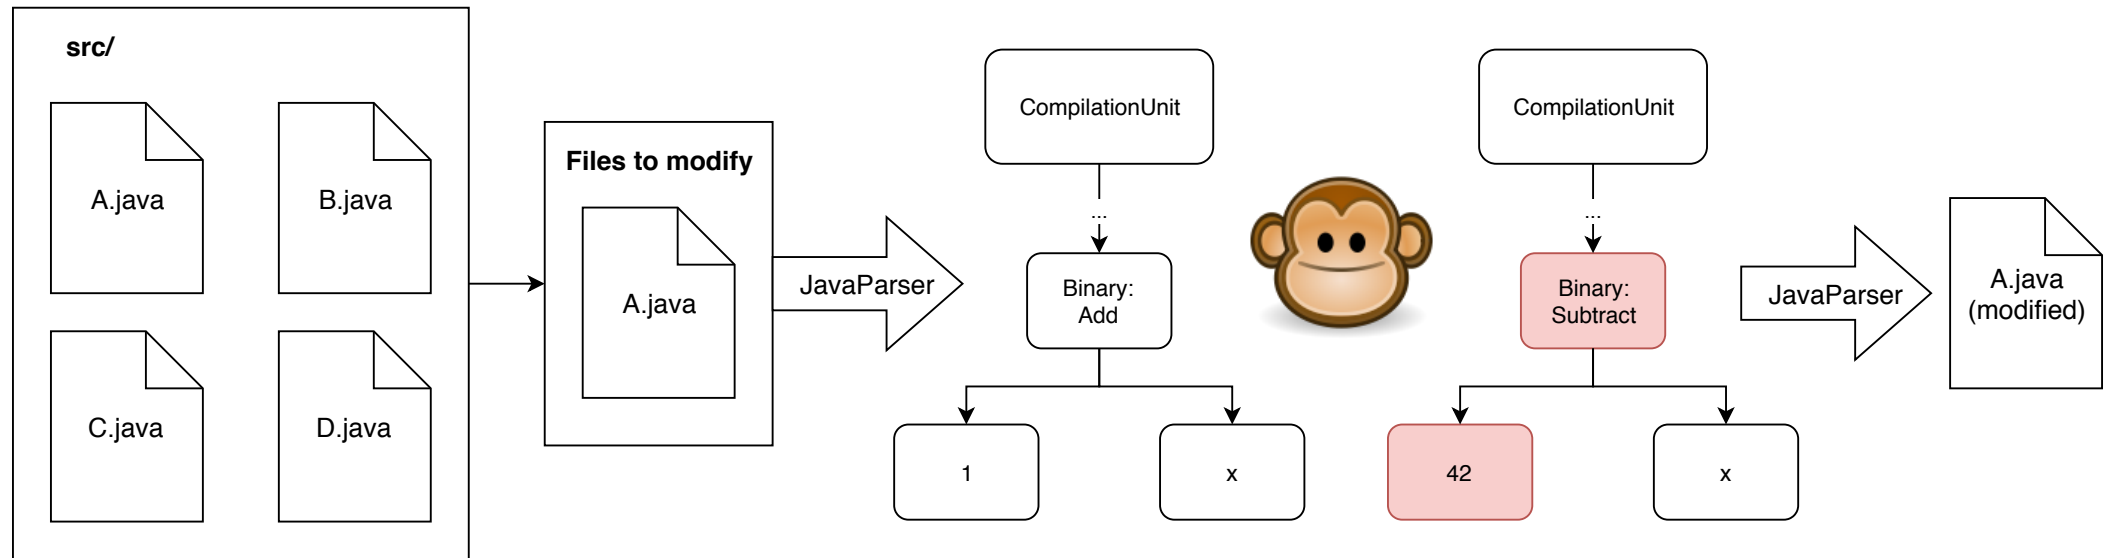 src/
A.java
B.java
C.java
D.java
Files to modify
A.java
JavaParser
CompilationUnit
...
Binary:
Add
1
x
CompilationUnit
...
Binary:
Subtract
42
x
JavaParser
A.java
(modified)